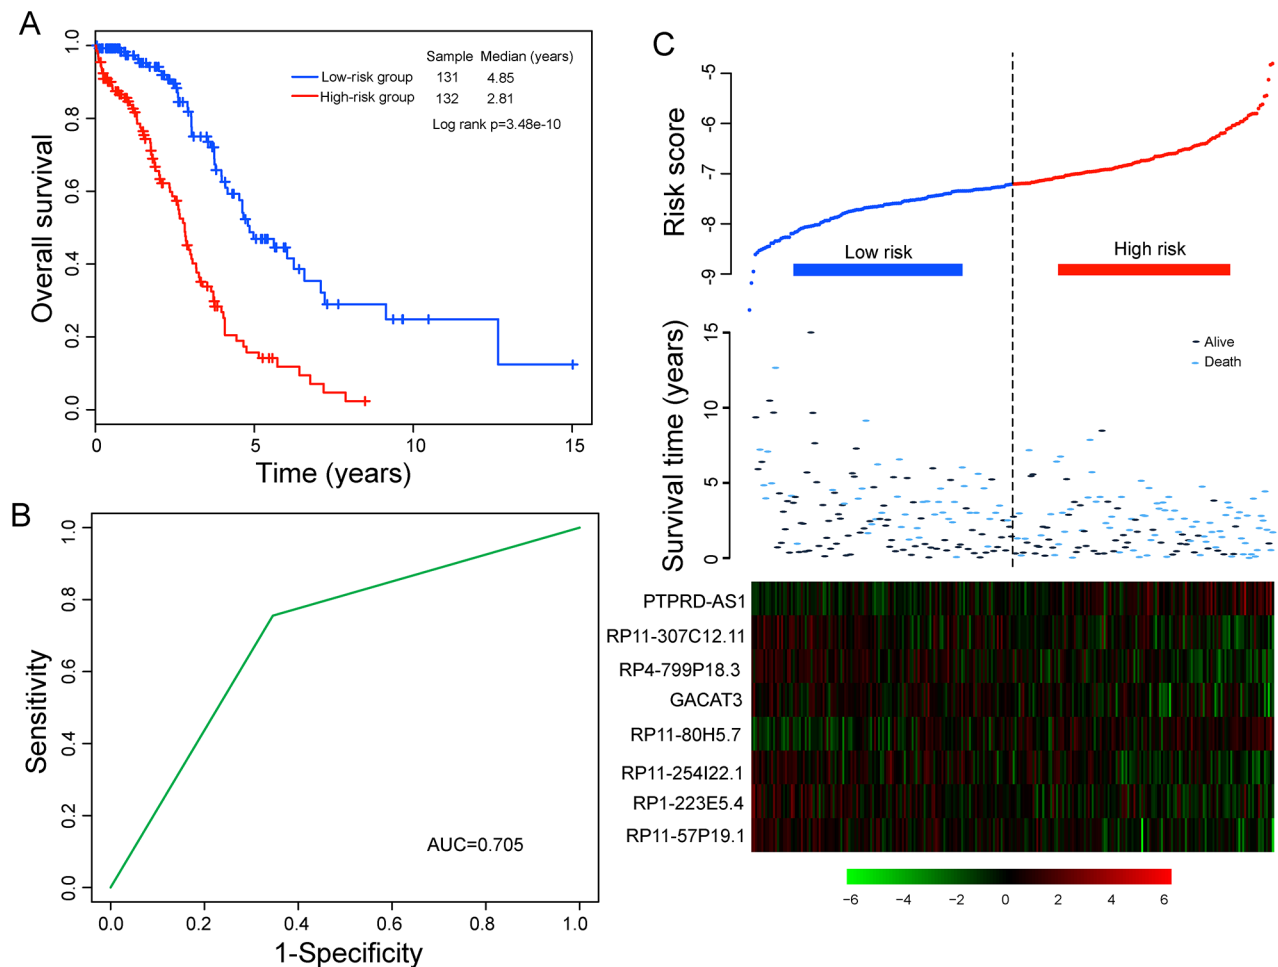 A
1.0
0.8
0.6
0.4
0.2
0.0
Overall survival
Sample Median (years)
Low-risk group 131 4.85
High-risk group 132 2.81
Log rank p=3.48e-10
0 5 10 15
Time (years)
B
1.0
0.8
0.6
0.4
0.2
0.0
Sensitivity
AUC=0.705
0.0 0.2 0.4 0.6 0.8 1.0
1-Specificity
C
-5
-6
-7
-8
-9
Risk score
Low risk
High risk
15
10
5
0
Survival time (years)
Alive
Death
PTPRD-AS1
RP11-307C12.11
RP4-799P18.3
GACAT3
RP11-80H5.7
RP11-254I22.1
RP1-223E5.4
RP11-57P19.1
−6 −4 −2 0 2 4 6